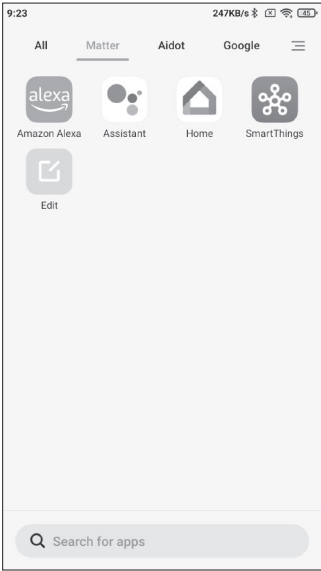 9:23 247KB/s 45
All Matter Aidot Google
alexa
Amazon Alexa Assistant Home SmartThings
Edit
Search for apps